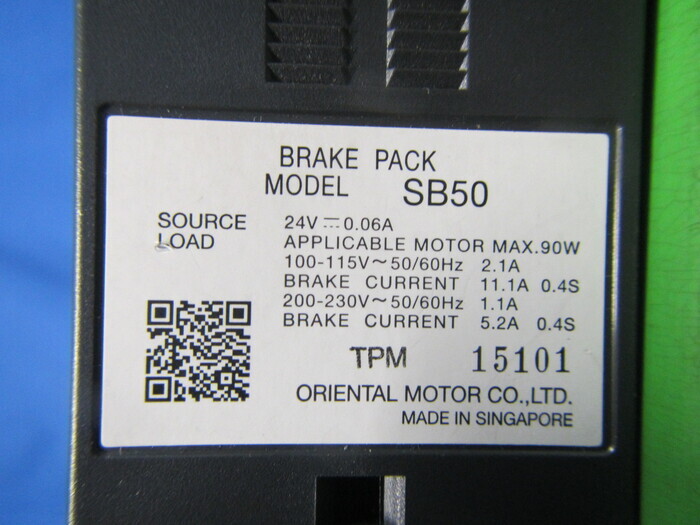 BRAKE PACK
MODEL SB50
SOURCE 24V⎓0.06A
LOAD APPLICABLE MOTOR MAX.90W
100-115V~50/60Hz 2.1A
BRAKE CURRENT 11.1A 0.4S
200-230V~50/60Hz 1.1A
BRAKE CURRENT 5.2A 0.4S
TPM 15101
ORIENTAL MOTOR CO.,LTD.
MADE IN SINGAPORE